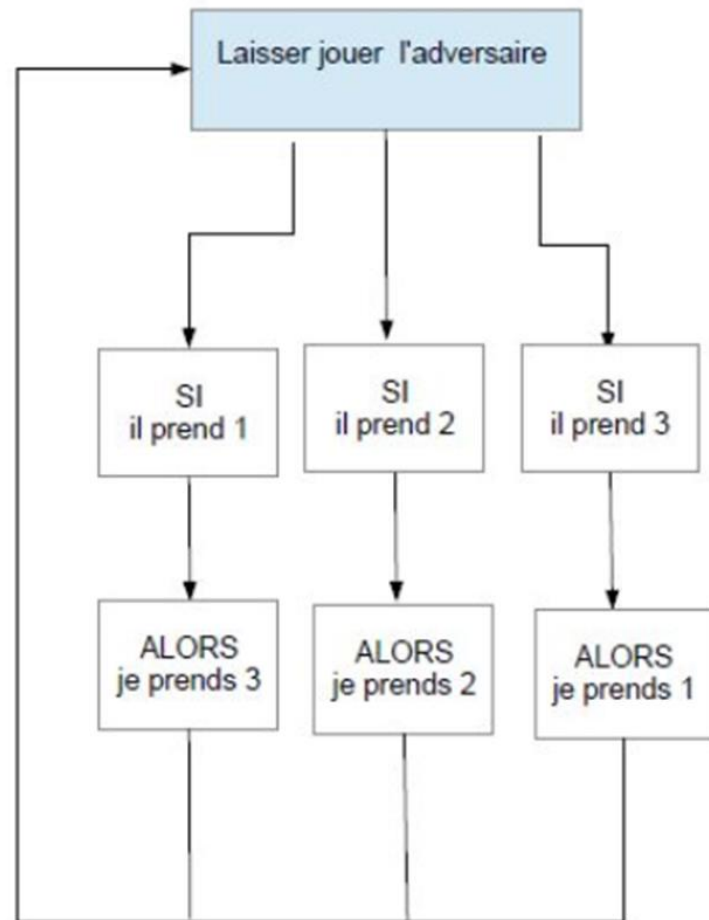 Laisser jouer l'adversaire
SI
il prend 1
SI
il prend 2
SI
il prend 3
ALORS
je prends 3
ALORS
je prends 2
ALORS
je prends 1